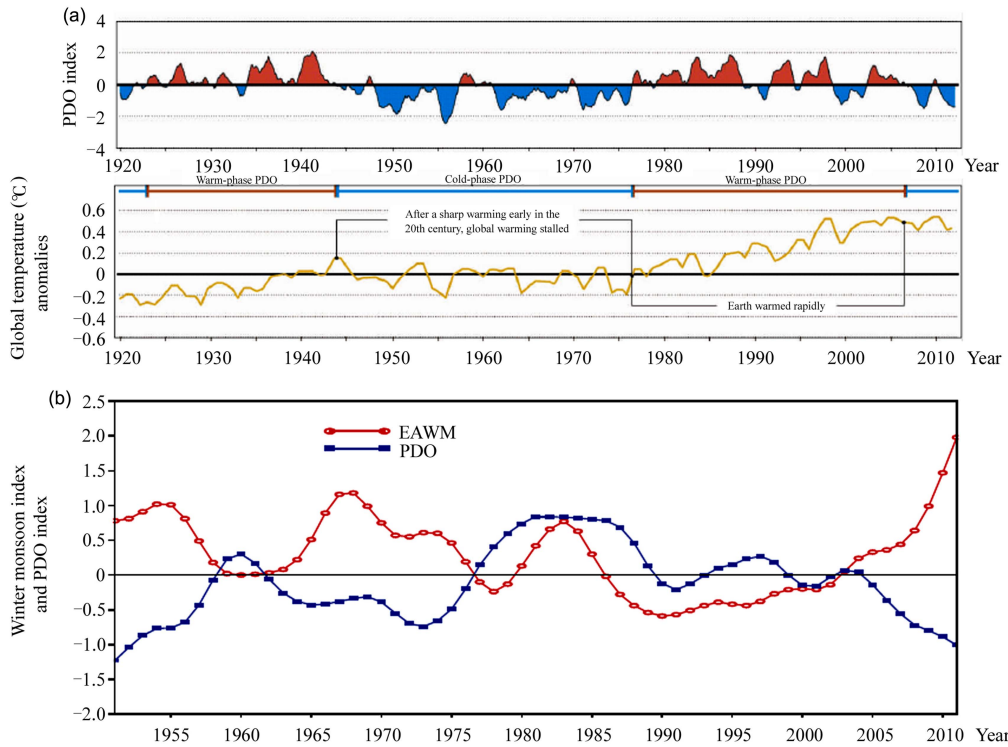 (a)
PDO index
4
2
0
−2
−4
1920 1930 1940 1950 1960 1970 1980 1990 2000 2010 Year
Warm-phase PDO Cold-phase PDO Warm-phase PDO
Global temperature (°C)
anomalies
0.6
0.4
0.2
0
−0.2
−0.4
−0.6
After a sharp warming early in the
20th century, global warming stalled
Earth warmed rapidly
1920 1930 1940 1950 1960 1970 1980 1990 2000 2010 Year
(b)
Winter monsoon index
and PDO index
2.5
2.0
1.5
1.0
0.5
0
−0.5
−1.0
−1.5
−2.0
EAWM
PDO
1955 1960 1965 1970 1975 1980 1985 1990 1995 2000 2005 2010 Year